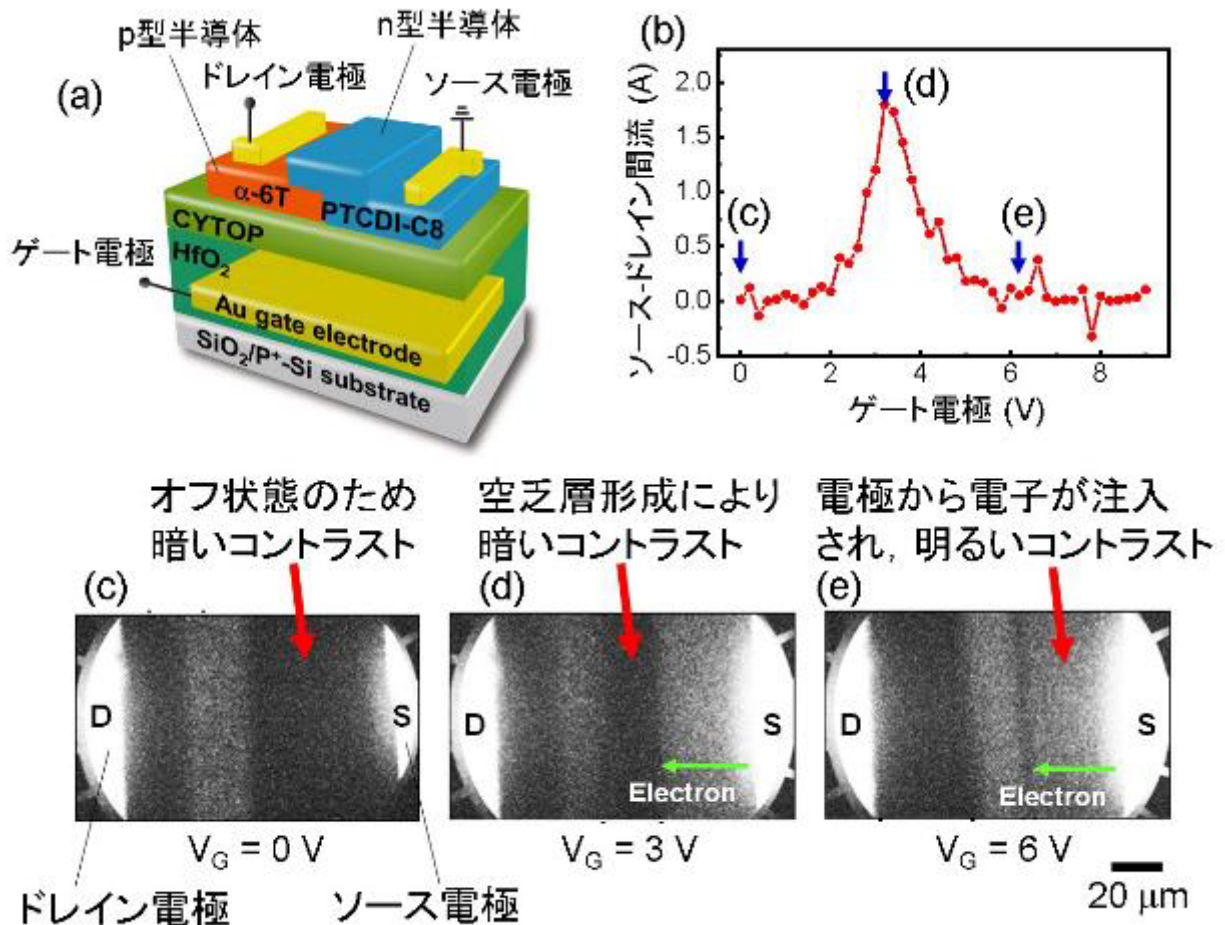 (a)
p型半導体
n型半導体
ドレイン電極
ソース電極
α-6T
PTCDI-C8
CYTOP
HfO2
ゲート電極
Au gate electrode
SiO2/P+-Si substrate
(b)
ソース-ドレイン間流 (A)
2.0
1.5
1.0
0.5
0.0
-0.5
(c)
(d)
(e)
0
2
4
6
8
ゲート電極 (V)
オフ状態のため
暗いコントラスト
空乏層形成により
暗いコントラスト
電極から電子が注入
され，明るいコントラスト
(c)
D
S
VG = 0 V
(d)
D
S
Electron
VG = 3 V
(e)
D
S
Electron
VG = 6 V
ドレイン電極
ソース電極
20 μm